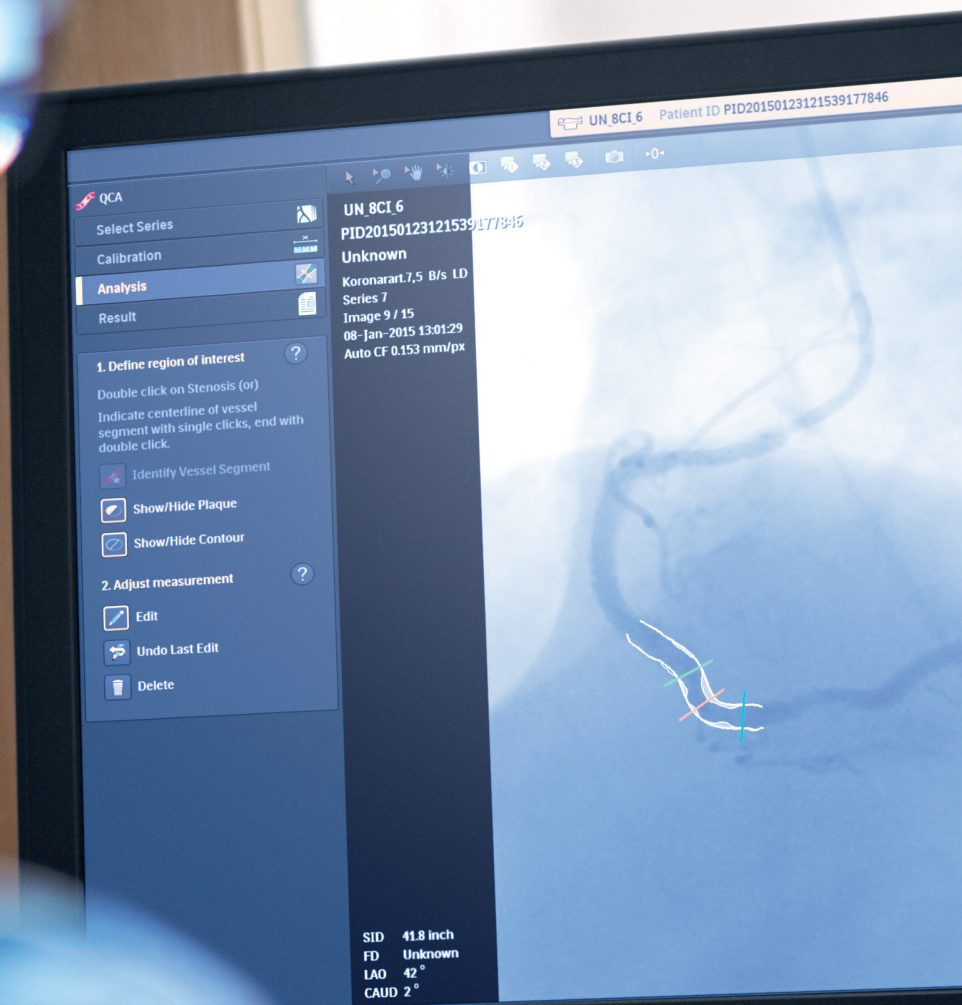 UN_8CI_6 Patient ID PID20150123121539177846
QCA
Select Series
Calibration
Analysis
Result
1. Define region of interest ?
Double click on Stenosis (or)
Indicate centerline of vessel
segment with single clicks, end with
double click.
Identify Vessel Segment
Show/Hide Plaque
Show/Hide Contour
2. Adjust measurement ?
Edit
Undo Last Edit
Delete
UN_8CI_6
PID20150123121539177846
Unknown
Koronarart.7,5 B/s LD
Series 7
Image 9 / 15
08-Jan-2015 13:01:29
Auto CF 0.153 mm/px
SID 41.8 inch
FD Unknown
LAO 42 °
CAUD 2 °